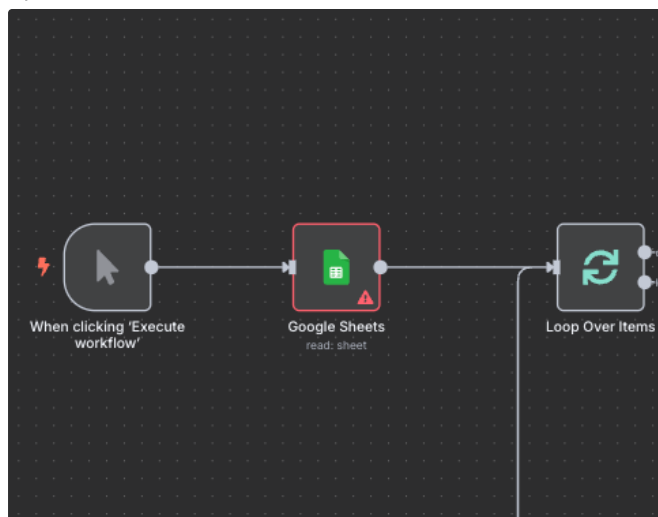 When clicking ‘Execute
workflow’
Google Sheets
read: sheet
Loop Over Items